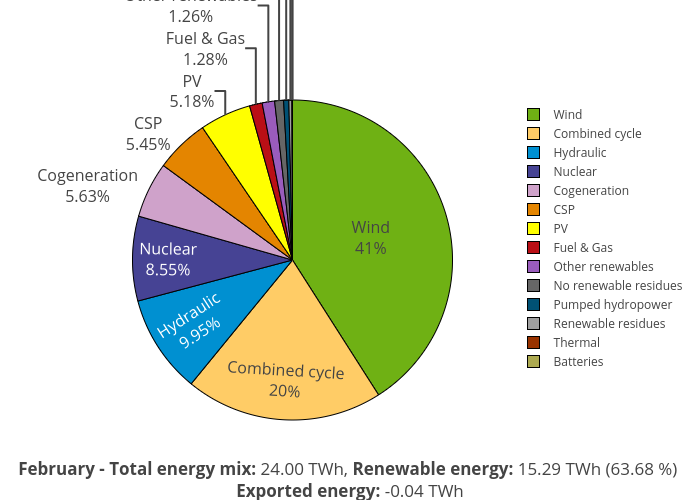 1.26%
Fuel & Gas
1.28%
PV
5.18%
CSP
5.45%
Cogeneration
5.63%
Nuclear
8.55%
Hydraulic
9.95%
Combined cycle
20%
Wind
41%
Wind
Combined cycle
Hydraulic
Nuclear
Cogeneration
CSP
PV
Fuel & Gas
Other renewables
No renewable residues
Pumped hydropower
Renewable residues
Thermal
Batteries
February - Total energy mix: 24.00 TWh, Renewable energy: 15.29 TWh (63.68 %)
Exported energy: -0.04 TWh